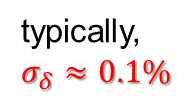 typically,
𝝈𝜹 ≈ 𝟎.𝟏%